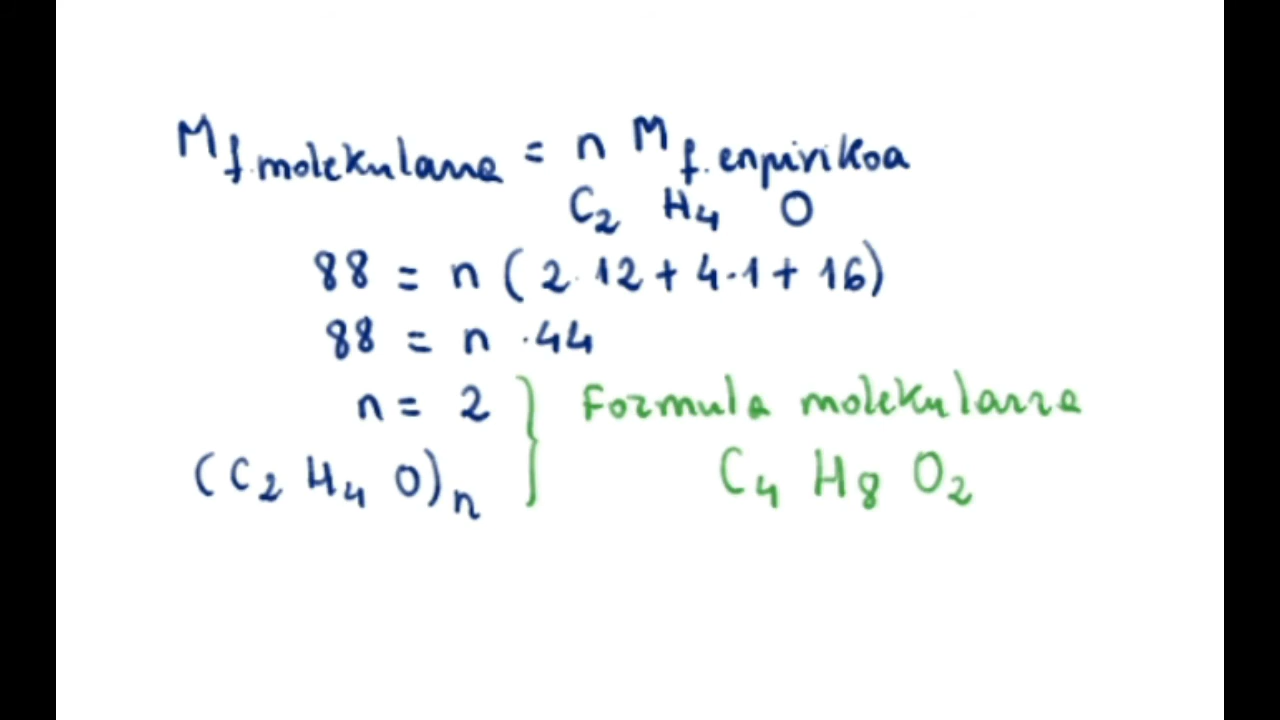 M f. molekularra = n M f. enpirikoa
C₂ H₄ O
88 = n (2·12 + 4·1 + 16)
88 = n ·44
n = 2 } Formula molekularra
(C₂ H₄ O)ₙ C₄ H₈ O₂